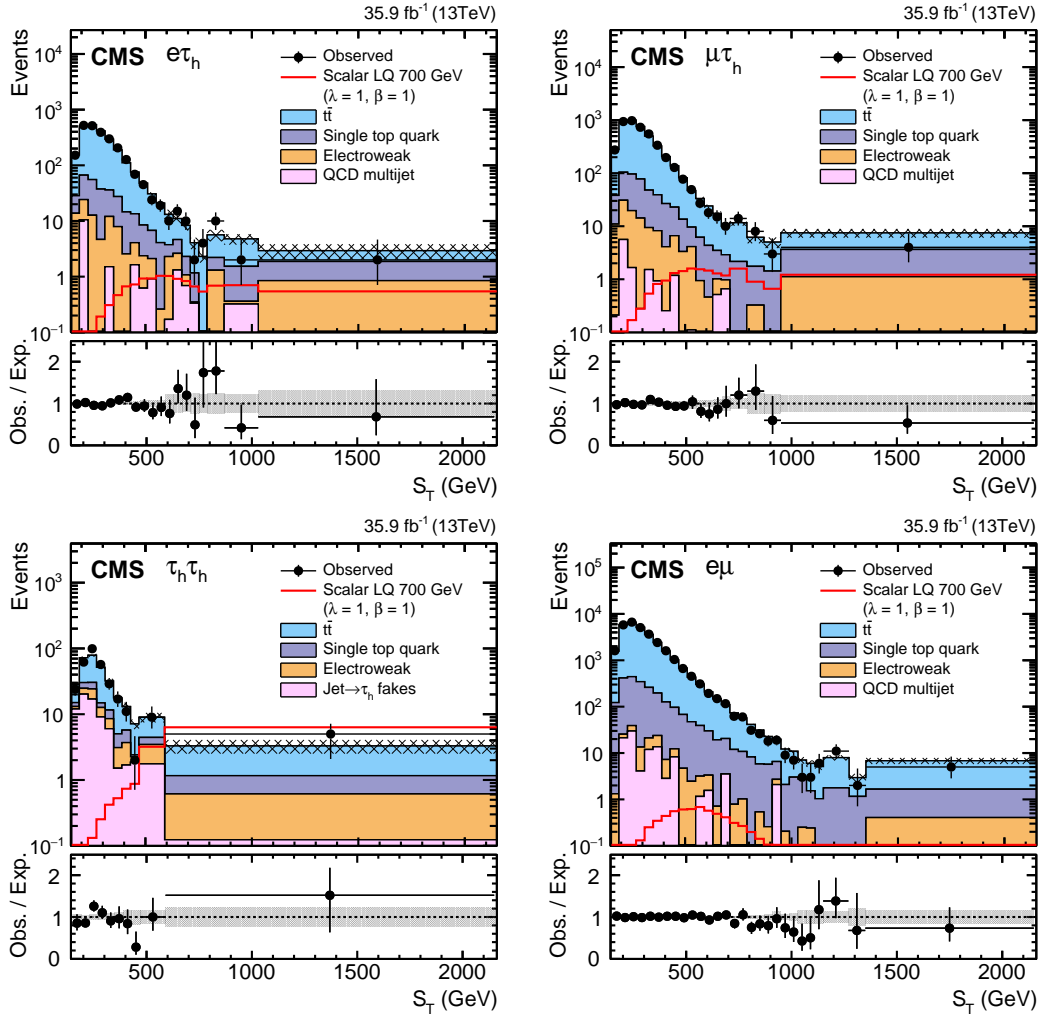 35.9 fb⁻¹ (13TeV)
CMS eτh
Events
Observed
Scalar LQ 700 GeV
(λ = 1, β = 1)
tt̄
Single top quark
Electroweak
QCD multijet
10⁴
10³
10²
10
1
10⁻¹
Obs. / Exp.
2
1
0
500 1000 1500 2000
S_T (GeV)
35.9 fb⁻¹ (13TeV)
CMS μτh
Events
Observed
Scalar LQ 700 GeV
(λ = 1, β = 1)
tt̄
Single top quark
Electroweak
QCD multijet
10⁴
10³
10²
10
1
10⁻¹
Obs. / Exp.
2
1
0
500 1000 1500 2000
S_T (GeV)
35.9 fb⁻¹ (13TeV)
CMS τhτh
Events
Observed
Scalar LQ 700 GeV
(λ = 1, β = 1)
tt̄
Single top quark
Electroweak
Jet→τh fakes
10³
10²
10
1
10⁻¹
Obs. / Exp.
2
1
0
500 1000 1500 2000
S_T (GeV)
35.9 fb⁻¹ (13TeV)
CMS eμ
Events
Observed
Scalar LQ 700 GeV
(λ = 1, β = 1)
tt̄
Single top quark
Electroweak
QCD multijet
10⁵
10⁴
10³
10²
10
1
10⁻¹
Obs. / Exp.
2
1
0
500 1000 1500 2000
S_T (GeV)